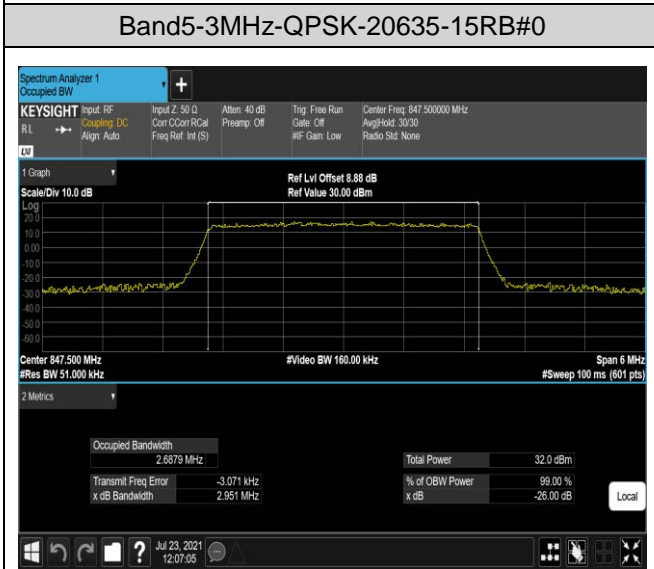 Band5-3MHz-QPSK-20635-15RB#0
Spectrum Analyzer 1
Occupied BW
+
KEYSIGHT Input: RF Input Z: 50 Ω Atten: 40 dB Trig: Free Run Center Freq: 847.500000 MHz
RL Coupling: DC Corr CCorr RCal Preamp: Off Gate: Off Avg|Hold: 30/30
Align: Auto Freq Ref: Int (S) #IF Gain: Low Radio Std: None
LXI
1 Graph
Scale/Div 10.0 dB
Ref Lvl Offset 8.88 dB
Ref Value 30.00 dBm
Log
20.0
10.0
0.00
-10.0
-20.0
-30.0
-40.0
-50.0
-60.0
Center 847.500 MHz #Video BW 160.00 kHz Span 6 MHz
#Res BW 51.000 kHz #Sweep 100 ms (601 pts)
2 Metrics
Occupied Bandwidth
2.6879 MHz Total Power 32.0 dBm
Transmit Freq Error -3.071 kHz % of OBW Power 99.00 %
x dB Bandwidth 2.951 MHz x dB -26.00 dB
Local
? Jul 23, 2021
12:07:05